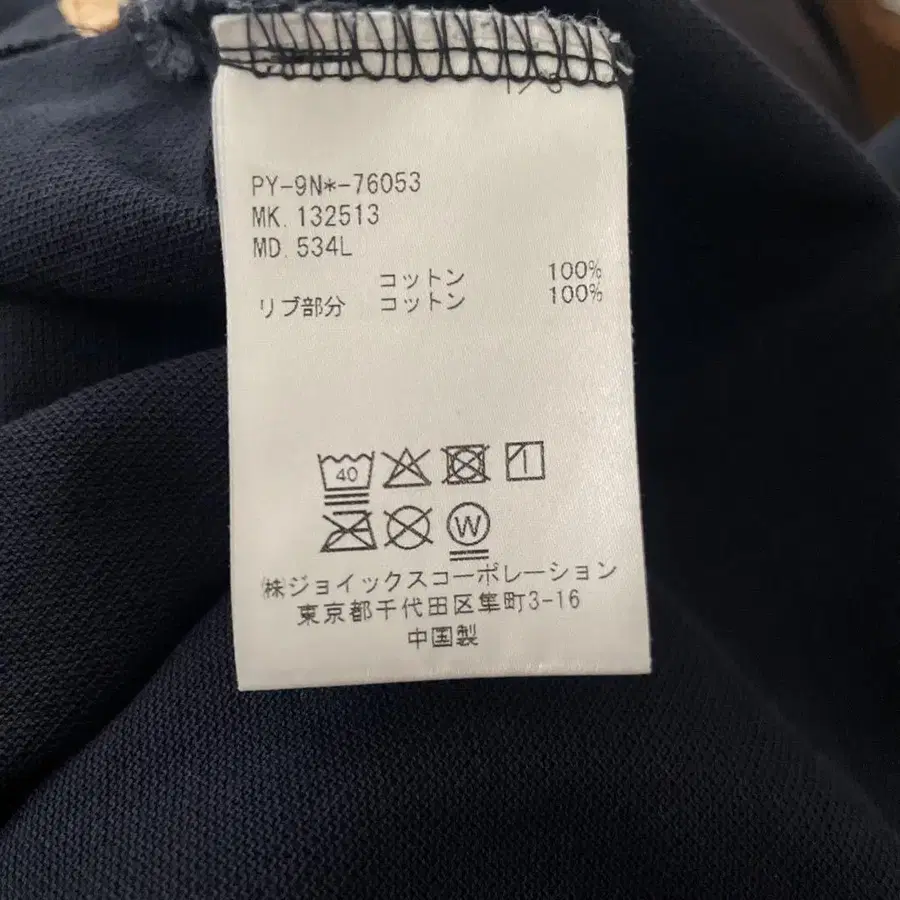 PY-9N*-76053
MK. 132513
MD. 534L
コットン 100%
リブ部分 コットン 100%
40
W
㈱ジョイックスコーポレーション
東京都千代田区隼町3-16
中国製